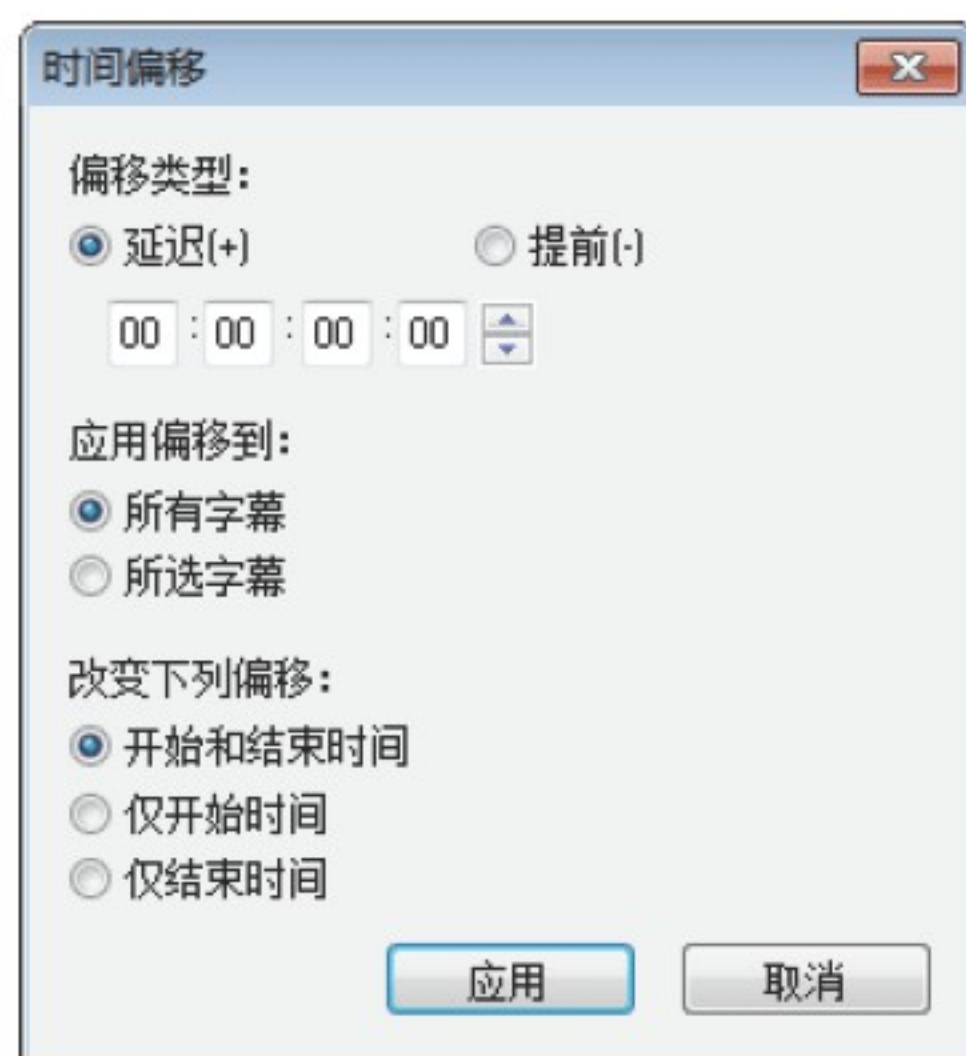 时间偏移
偏移类型：
延迟(+) 提前(-)
00 : 00 : 00 : 00
应用偏移到：
所有字幕
所选字幕
改变下列偏移：
开始和结束时间
仅开始时间
仅结束时间
应用 取消